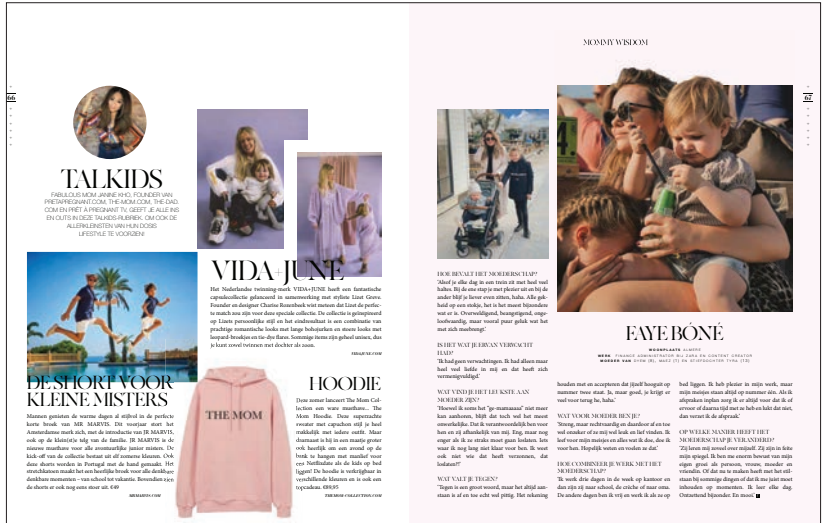 66
TALKIDS
FABULOUS MOM JANINE KHO, FOUNDER VAN
PRETAPREGNANT.COM, THE-MOM.COM, THE-DAD.
COM EN PRÊT À PREGNANT TV, GEEFT JE ALLE INS
EN OUTS IN DEZE TALKIDS-RUBRIEK. OM OOK DE
ALLERKLEINSTEN VAN HUN DOSIS
LIFESTYLE TE VOORZIEN!
VIDA+JUNE
Het Nederlandse twinning-merk VIDA+JUNE heeft een fantastische
capsulecollectie gelanceerd in samenwerking met styliste Lizet Greve.
Founder en designer Charise Rosenbeek wist meteen dat Lizet de perfec-
te match zou zijn voor deze speciale collectie. De collectie is geïnspireerd
op Lizets persoonlijke stijl en het eindresultaat is een combinatie van
prachtige romantische looks met lange bohojurken en stoere looks met
leopard-broekjes en tie-dye flares. Sommige items zijn geheel unisex, dus
je kunt zowel twinnen met dochter als zoon.
VIDAJUNE.COM
DE SHORT VOOR
KLEINE MISTERS
Mannen genieten de warme dagen al stijlvol in de perfecte
korte broek van MR MARVIS. Dit voorjaar start het
Amsterdamse merk zich, met de introductie van JR MARVIS,
ook op de klein(st)e telg van de familie. JR MARVIS is de
nieuwe musthave voor alle avontuurlijke junior misters. De
kick-off van de collectie bestaat uit elf zomerse kleuren. Ook
deze shorts worden in Portugal met de hand gemaakt. Het
stretchkatoen maakt het een heerlijke broek voor alle denkbare
denkbare momenten – van school tot vakantie. Bovendien zien
de shorts er ook nog eens stoer uit. €49
MRMARVIS.COM
THE MOM
HOODIE
Deze zomer lanceert The Mom Col-
lection een ware musthave... The
Mom Hoodie. Deze superzachte
sweater met capuchon stijl je heel
makkelijk met iedere outfit. Maar
daarnaast is hij in een maatje groter
ook heerlijk om een avond op de
bank te hangen met manlief voor
een Netflixdate als de kids op bed
liggen! De hoodie is verkrijgbaar in
verschillende kleuren en is ook een
topcadeau. €89,95
THEMOM-COLLECTION.COM
MOMMY WISDOM
67
HOE BEVALT HET MOEDERSCHAP?
'Alsof je elke dag in een trein zit met heel veel
haltes. Bij de ene stap je met plezier uit en bij de
ander blijf je liever even zitten, haha. Alle gek-
heid op een stokje, het is het meest bijzondere
wat er is. Overweldigend, beangstigend, onge-
loofwaardig, maar vooral puur geluk wat het
met zich meebrengt.'
IS HET WAT JE ERVAN VERWACHT
HAD?
'Ik had geen verwachtingen. Ik had alleen maar
heel veel liefde in mij en dat heeft zich
vermenigvuldigd.'
WAT VIND JE HET LEUKSTE AAN
MOEDER ZIJN?
'Hoewel ik soms het "ge-mamaaaaa" niet meer
kan aanhoren, blijft dat toch wel het meest
onwerkelijke. Dat ik verantwoordelijk ben voor
hen en zij afhankelijk van mij. Eng, maar nog
enger als ik ze straks moet gaan loslaten. Iets
waar ik nog lang niet klaar voor ben. Ik weet
ook niet wie dat heeft verzonnen, dat
loslaten?!'
WAT VALT JE TEGEN?
'Tegen is een groot woord, maar het altijd aan-
staan is af en toe echt wel pittig. Het rekening
FAYE BÓNÉ
WOONPLAATS ALMERE
WERK FINANCE ADMINISTRATOR BIJ ZARA EN CONTENT CREATOR
houden met en accepteren dat jijzelf hooguit op
nummer twee staat. Ja, maar goed, je krijgt er
veel voor terug he, haha.'
WAT VOOR MOEDER BEN JE?
'Streng, maar rechtvaardig en daardoor af en toe
wel onzeker of ze mij wel leuk en lief vinden. Ik
leef voor mijn meisjes en alles wat ik doe, doe ik
voor hen. Hopelijk weten en voelen ze dat.'
HOE COMBINEER JE WERK MET HET
MOEDERSCHAP?
'Ik werk drie dagen in de week op kantoor en
dan zijn zij naar school, de crèche of naar oma.
De andere dagen ben ik vrij en werk ik als ze op
bed liggen. Ik heb plezier in mijn werk, maar
mijn meisjes staan altijd op nummer één. Als ik
afspraken inplan zorg ik er altijd voor dat ik of
ervoor of daarna tijd met ze heb en lukt dat niet,
dan verzet ik de afspraak.'
OP WELKE MANIER HEEFT HET
MOEDERSCHAP JE VERANDERD?
'Zij leren mij zoveel over mijzelf. Zij zijn in feite
mijn spiegel. Ik ben me enorm bewust van mijn
eigen groei als persoon, vrouw, moeder en
vriendin. Of dat nu te maken heeft met het stil-
staan bij sommige dingen of dat ik me juist moet
inhouden op momenten. Ik leer elke dag.
Ontzettend bijzonder. En mooi.'